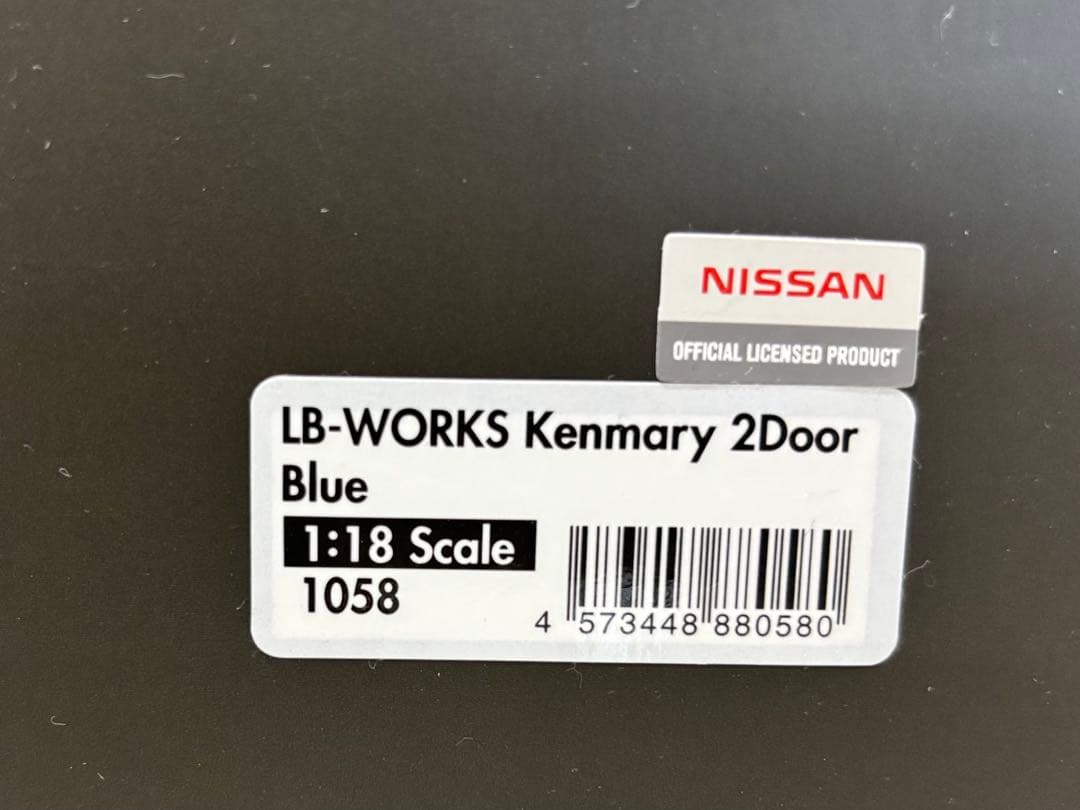 NISSAN
OFFICIAL LICENSED PRODUCT
LB-WORKS Kenmary 2Door
Blue
1:18 Scale
1058
4 573448 880580